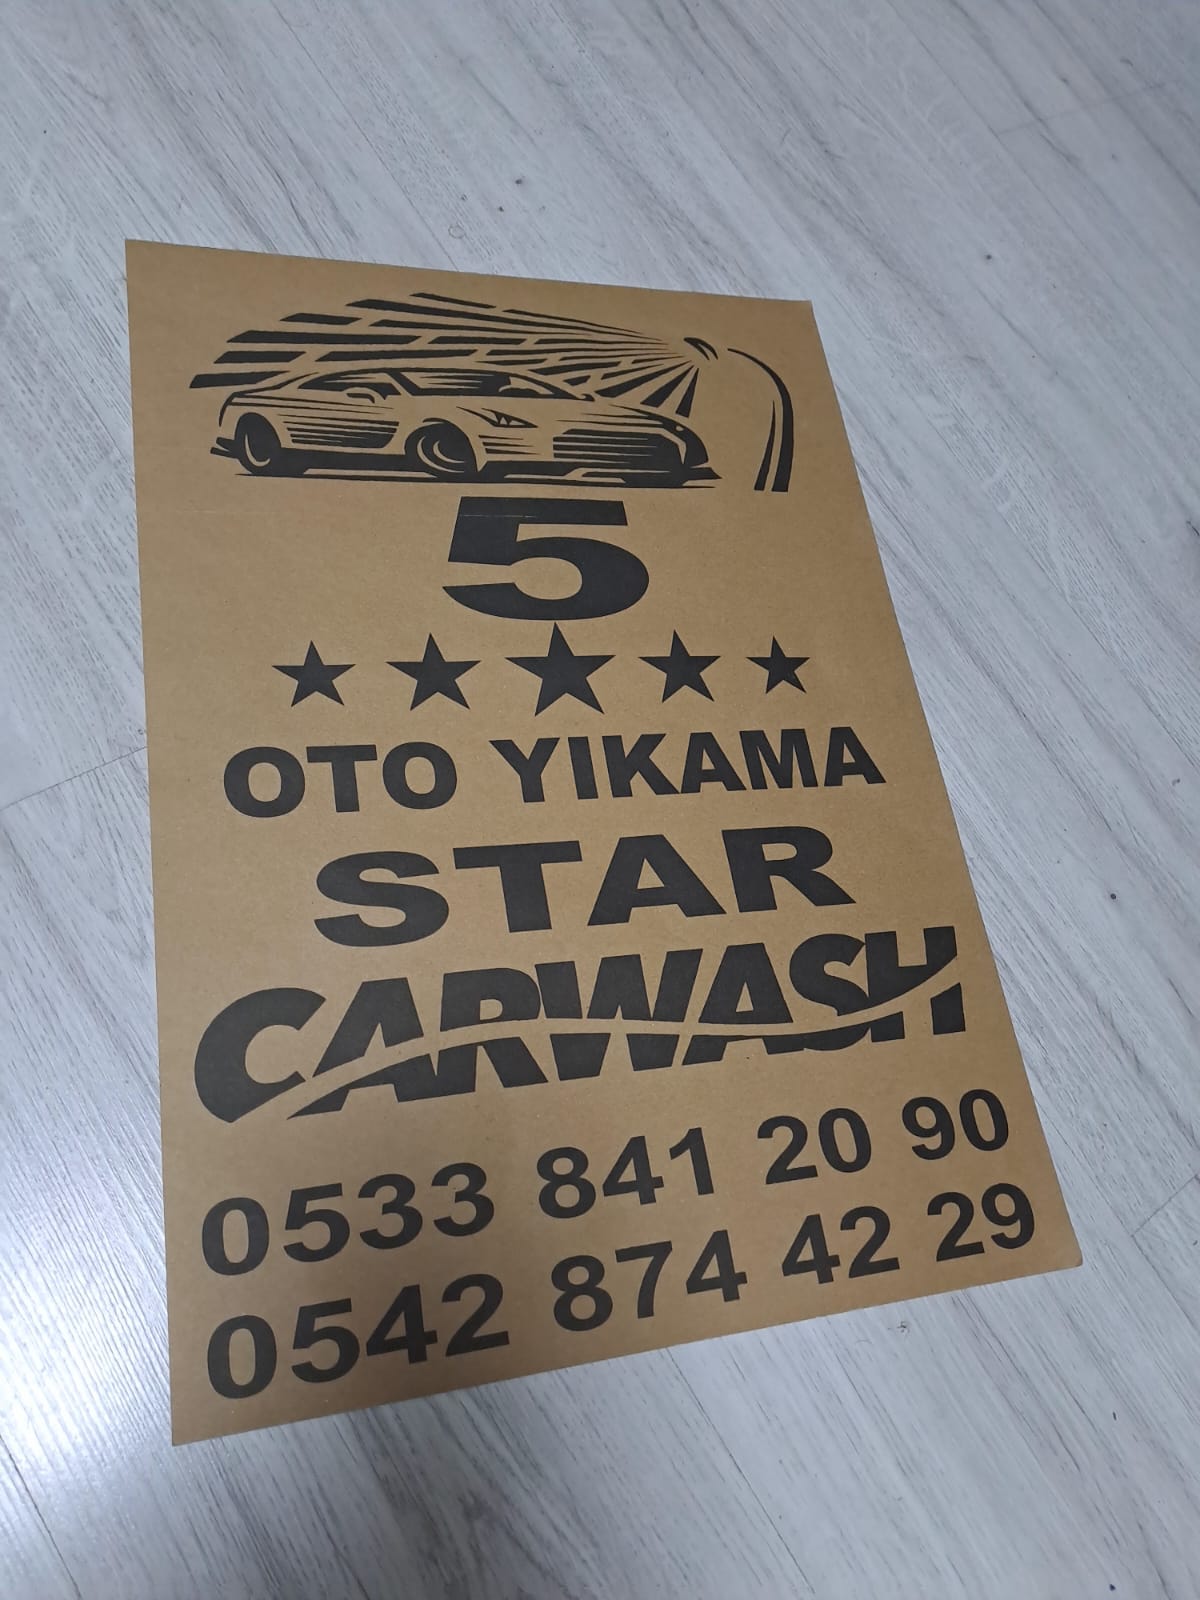 5
OTO YIKAMA
STAR
CARWASH
0533 841 20 90
0542 874 42 29